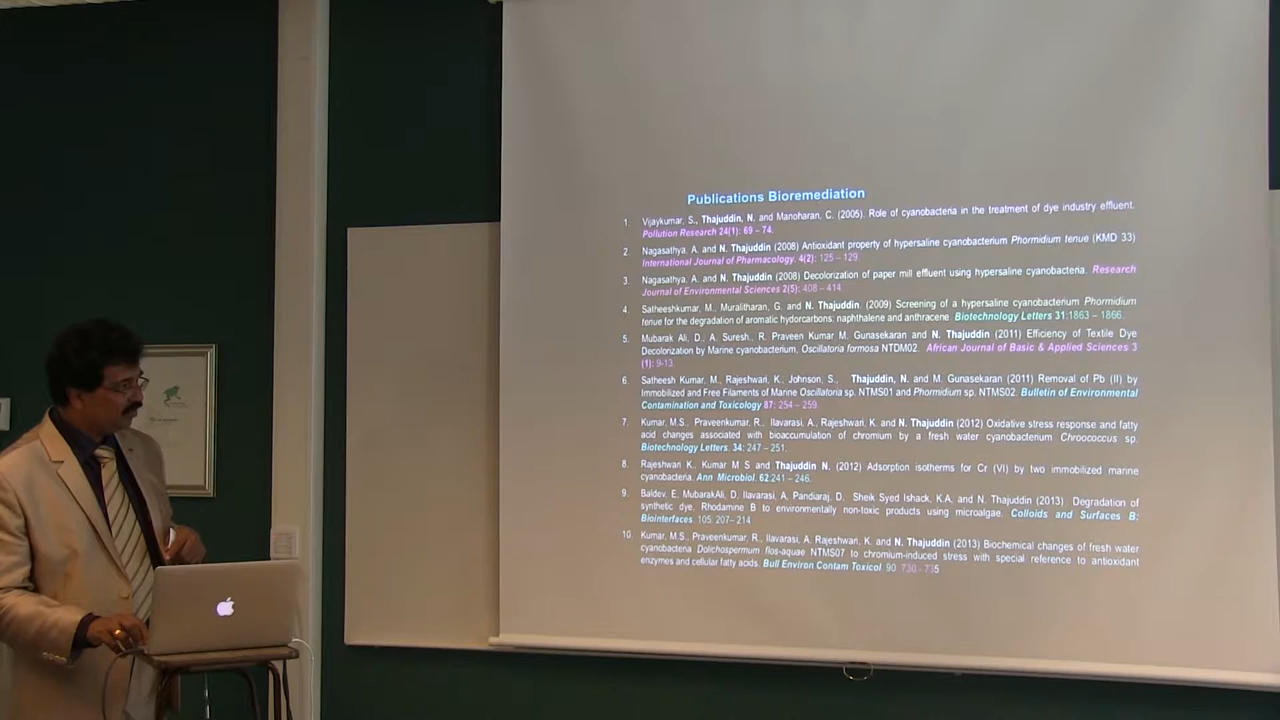 Publications Bioremediation
1. Vijaykumar, S., Thajuddin, N. and Manoharan, C. (2005). Role of cyanobacteria in the treatment of dye industry effluent.
Pollution Research 24(1): 69 – 74.
2. Nagasathya, A. and N. Thajuddin (2008) Antioxidant property of hypersaline cyanobacterium Phormidium tenue (KMD 33)
International Journal of Pharmacology. 4(2): 125 – 129
3. Nagasathya, A. and N. Thajuddin (2008) Decolorization of paper mill effluent using hypersaline cyanobacteria. Research
Journal of Environmental Sciences 2(5): 408 – 414.
4. Satheeshkumar, M., Muralitharan, G. and N. Thajuddin. (2009) Screening of a hypersaline cyanobacterium Phormidium
tenue for the degradation of aromatic hydorcarbons: naphthalene and anthracene. Biotechnology Letters 31:1863 – 1866.
5. Mubarak Ali, D., A. Suresh., R. Praveen Kumar M. Gunasekaran and N. Thajuddin (2011) Efficiency of Textile Dye
Decolorization by Marine cyanobacterium, Oscillatoria formosa NTDM02. African Journal of Basic & Applied Sciences 3
(1): 9-13.
6. Satheesh Kumar, M., Rajeshwari, K., Johnson, S., Thajuddin, N. and M. Gunasekaran (2011) Removal of Pb (II) by
Immobilized and Free Filaments of Marine Oscillatoria sp. NTMS01 and Phormidium sp. NTMS02. Bulletin of Environmental
Contamination and Toxicology 87: 254 – 259.
7. Kumar, M.S., Praveenkumar, R., Ilavarasi, A., Rajeshwari, K. and N. Thajuddin (2012) Oxidative stress response and fatty
acid changes associated with bioaccumulation of chromium by a fresh water cyanobacterium Chroococcus sp.
Biotechnology Letters. 34: 247 – 251.
8. Rajeshwari K., Kumar M S and Thajuddin N. (2012) Adsorption isotherms for Cr (VI) by two immobilized marine
cyanobacteria. Ann Microbiol. 62:241 – 246.
9. Baldev, E, MubarakAli, D, Ilavarasi, A, Pandiaraj, D, Sheik Syed Ishack, K.A. and N. Thajuddin (2013) Degradation of
synthetic dye, Rhodamine B to environmentally non-toxic products using microalgae. Colloids and Surfaces B:
Biointerfaces. 105: 207– 214
10. Kumar, M.S., Praveenkumar, R., Ilavarasi, A. Rajeshwari, K. and N. Thajuddin (2013) Biochemical changes of fresh water
cyanobacteria Dolichospermum flos-aquae NTMS07 to chromium-induced stress with special reference to antioxidant
enzymes and cellular fatty acids. Bull Environ Contam Toxicol. 90 730 - 735